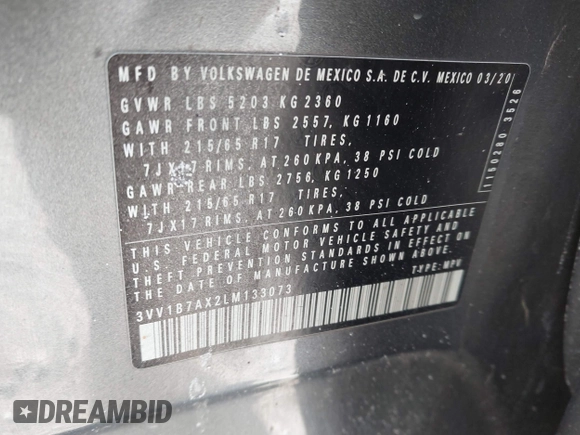 MFD BY VOLKSWAGEN DE MEXICO S.A. DE C.V. MEXICO 03/20
GVWR LBS 5203 KG 2360
GAWR FRONT LBS 2557, KG 1160
WITH 215/65 R17 TIRES,
7JX17 RIMS, AT 260 KPA, 38 PSI COLD
GAWR REAR LBS 2756, KG 1250
WITH 215/65 R17 TIRES,
7JX17 RIMS, AT 260 KPA, 38 PSI COLD
THIS VEHICLE CONFORMS TO ALL APPLICABLE
U.S. FEDERAL MOTOR VEHICLE SAFETY AND
THEFT PREVENTION STANDARDS IN EFFECT ON
THE DATE OF MANUFACTURE SHOWN ABOVE.
3VV1B7AX2LM133073 TYPE: MPV
1150280 3526
DREAMBID